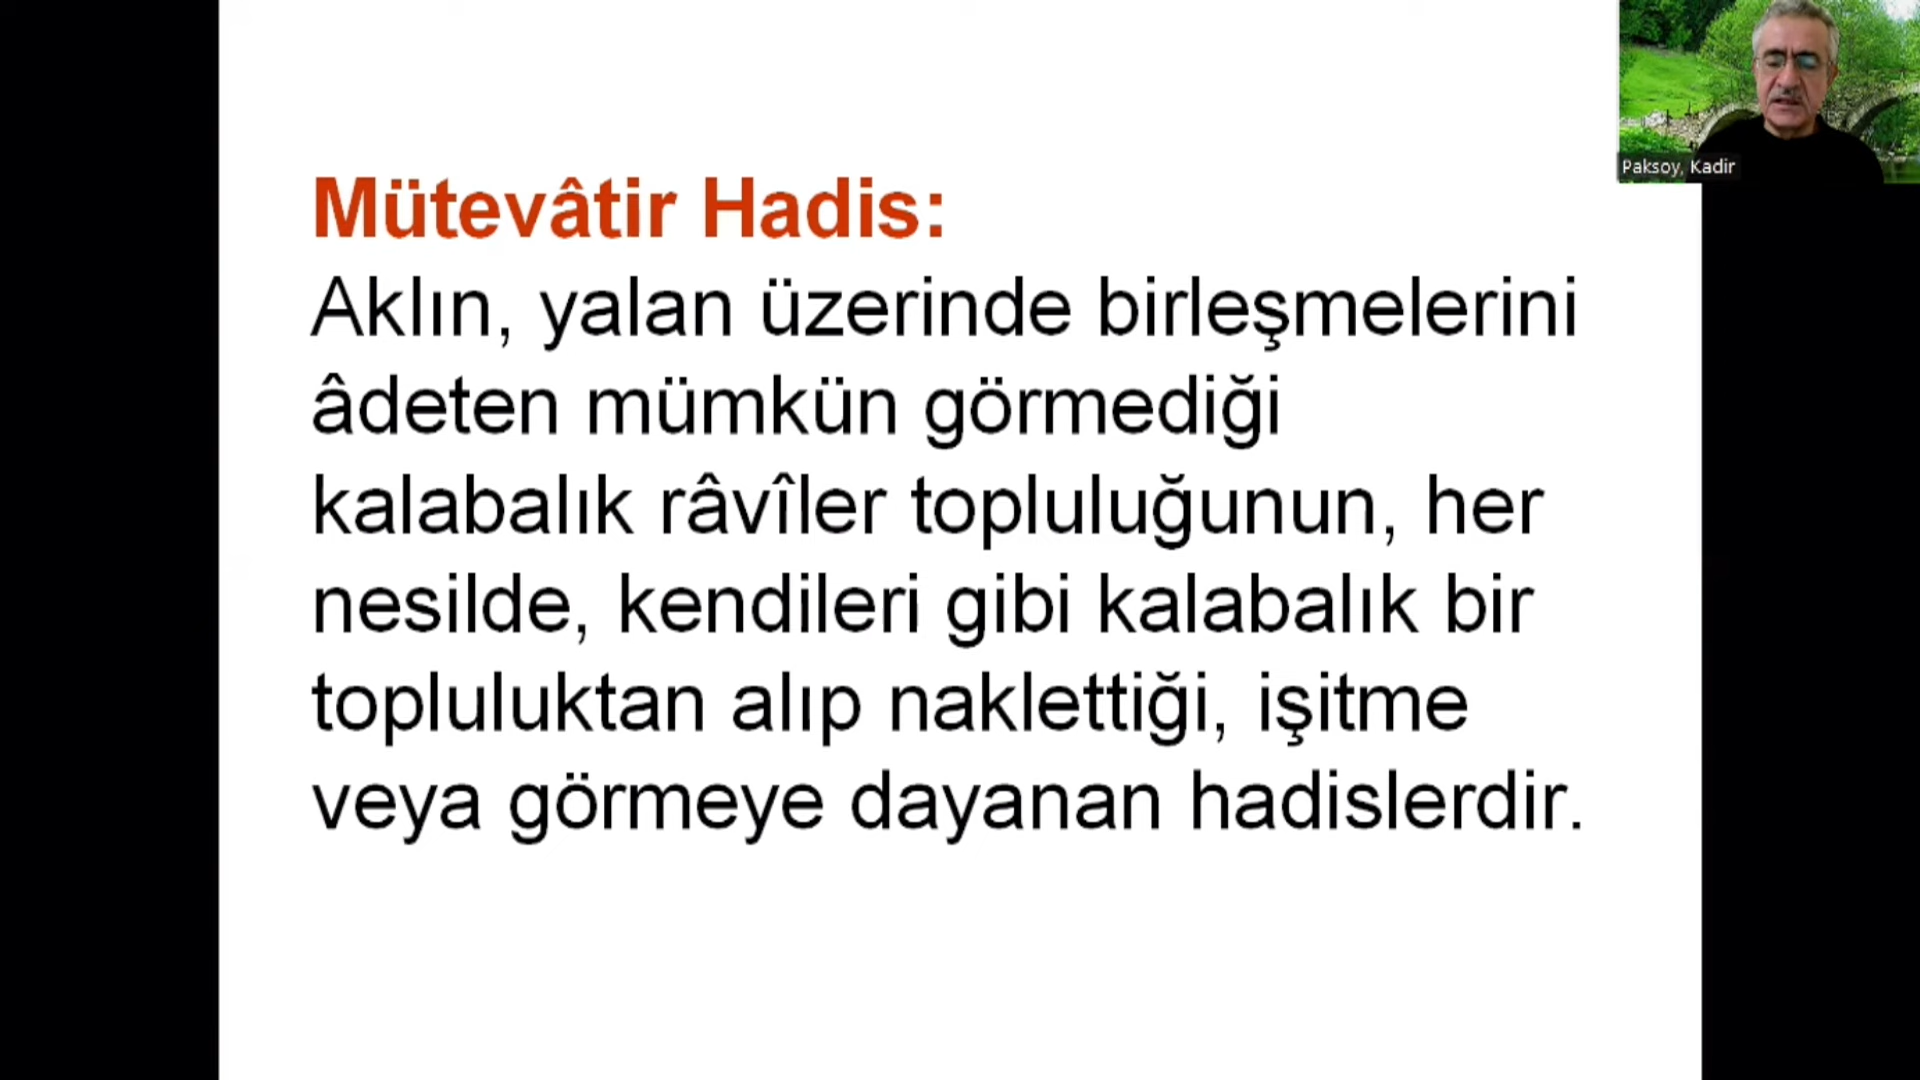 Paksoy, Kadir
Mütevâtir Hadis:
Aklın, yalan üzerinde birleşmelerini
âdeten mümkün görmediği
kalabalık râvîler topluluğunun, her
nesilde, kendileri gibi kalabalık bir
topluluktan alıp naklettiği, işitme
veya görmeye dayanan hadislerdir.